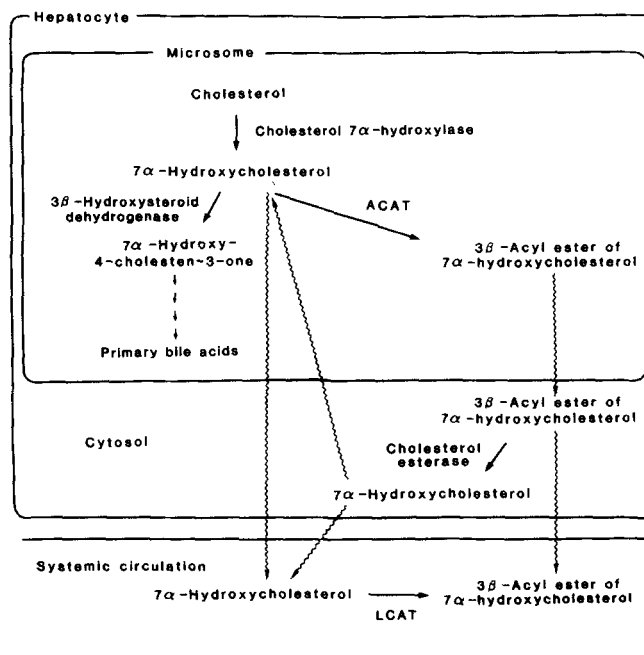 Hepatocyte
Microsome
Cholesterol
Cholesterol 7α-hydroxylase
7α-Hydroxycholesterol
3β-Hydroxysteroid
dehydrogenase
ACAT
7α-Hydroxy-
4-cholesten-3-one
3β-Acyl ester of
7α-hydroxycholesterol
Primary bile acids
3β-Acyl ester of
7α-hydroxycholesterol
Cytosol
Cholesterol
esterase
7α-Hydroxycholesterol
Systemic circulation
7α-Hydroxycholesterol
LCAT
3β-Acyl ester of
7α-hydroxycholesterol